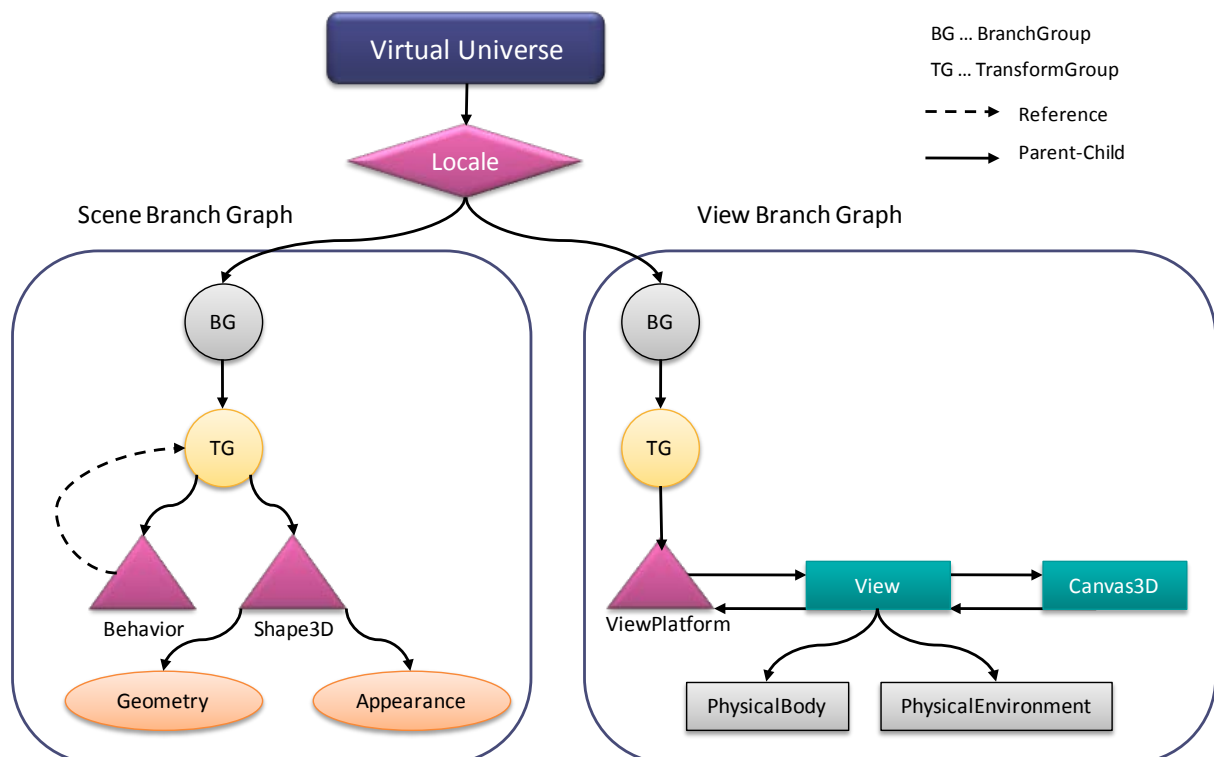 Virtual Universe
BG ... BranchGroup
TG ... TransformGroup
Reference
Parent-Child
Locale
Scene Branch Graph
View Branch Graph
BG
BG
TG
TG
View
Canvas3D
Behavior
Shape3D
ViewPlatform
Geometry
Appearance
PhysicalBody
PhysicalEnvironment